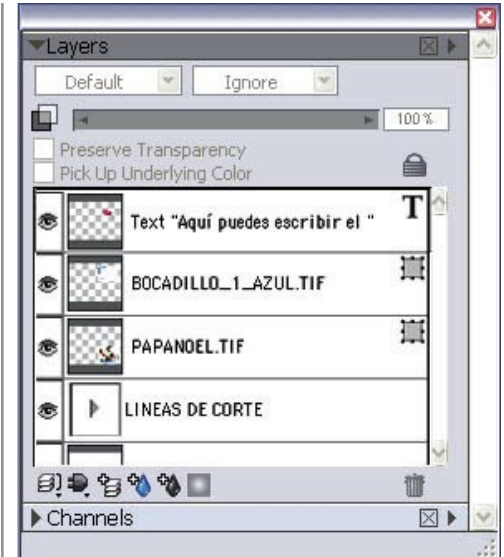 Layers
Default Ignore
100%
Preserve Transparency
Pick Up Underlying Color
Text "Aquí puedes escribir el " T
BOCADILLO_1_AZUL.TIF
PAPANOEL.TIF
LINEAS DE CORTE
Channels